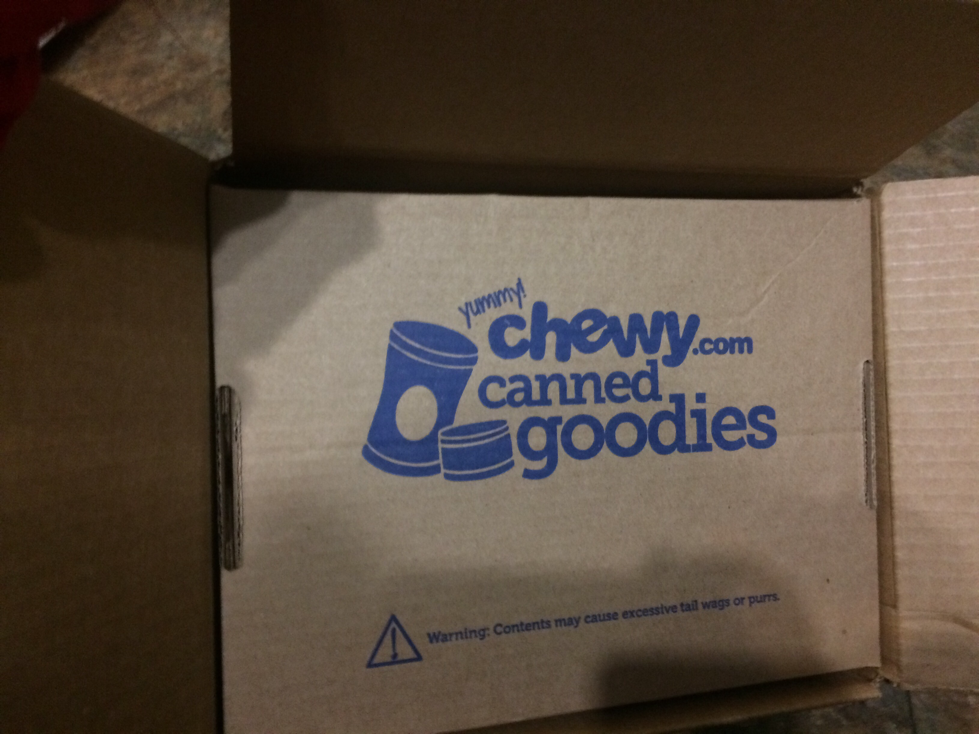 yummy!
chewy.com
canned
goodies
Warning: Contents may cause excessive tail wags or purrs.